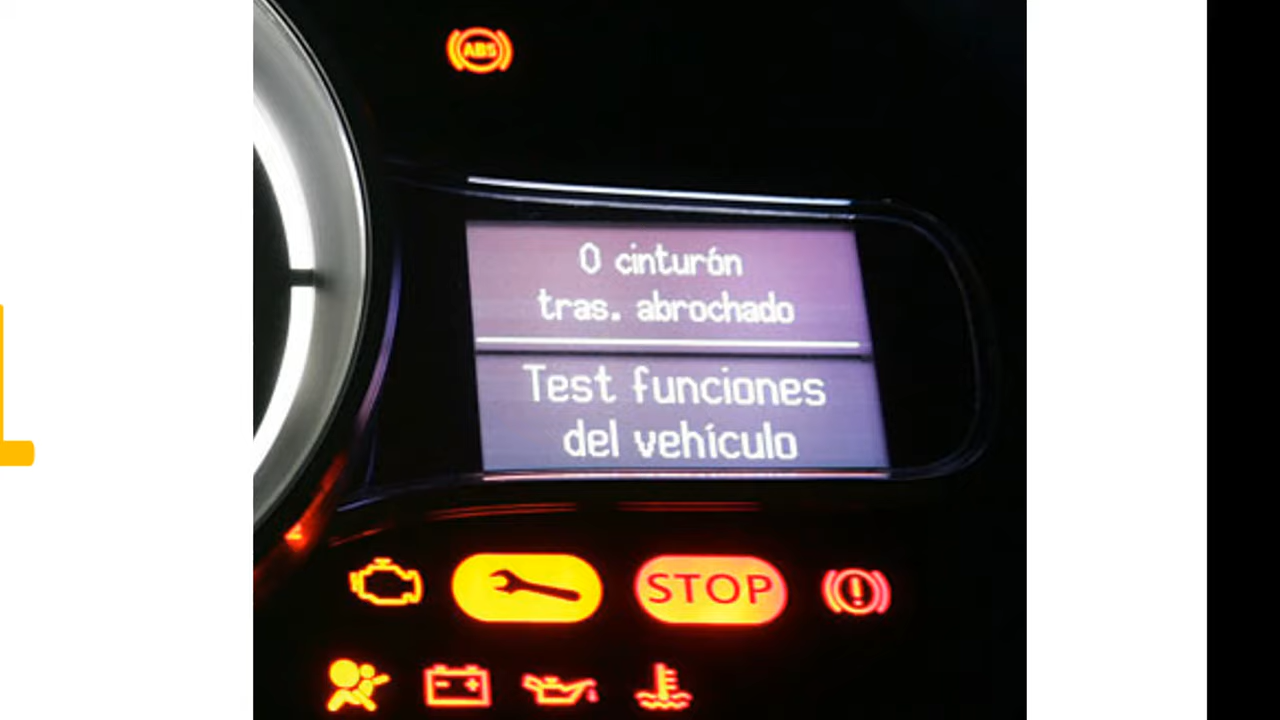 ABS
0 cinturón
tras. abrochado
Test funciones
del vehículo
STOP